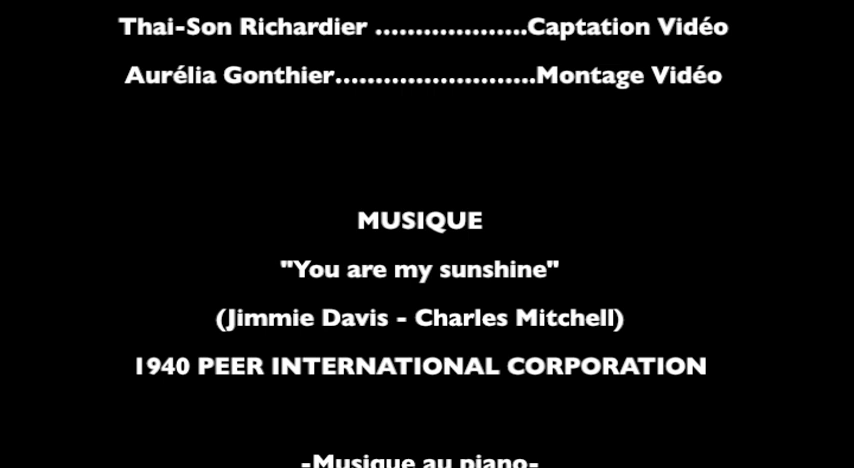 Thai-Son Richardier ...................Captation Vidéo
Aurélia Gonthier.........................Montage Vidéo
MUSIQUE
"You are my sunshine"
(Jimmie Davis - Charles Mitchell)
1940 PEER INTERNATIONAL CORPORATION
-Musique au piano-